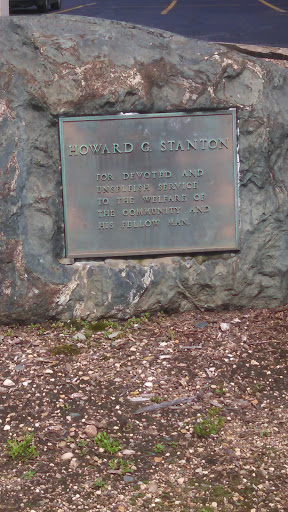 HOWARD G. STANTON
FOR DEVOTED AND
UNSELFISH SERVICE
TO THE WELFARE OF
THE COMMUNITY AND
HIS FELLOW MAN.